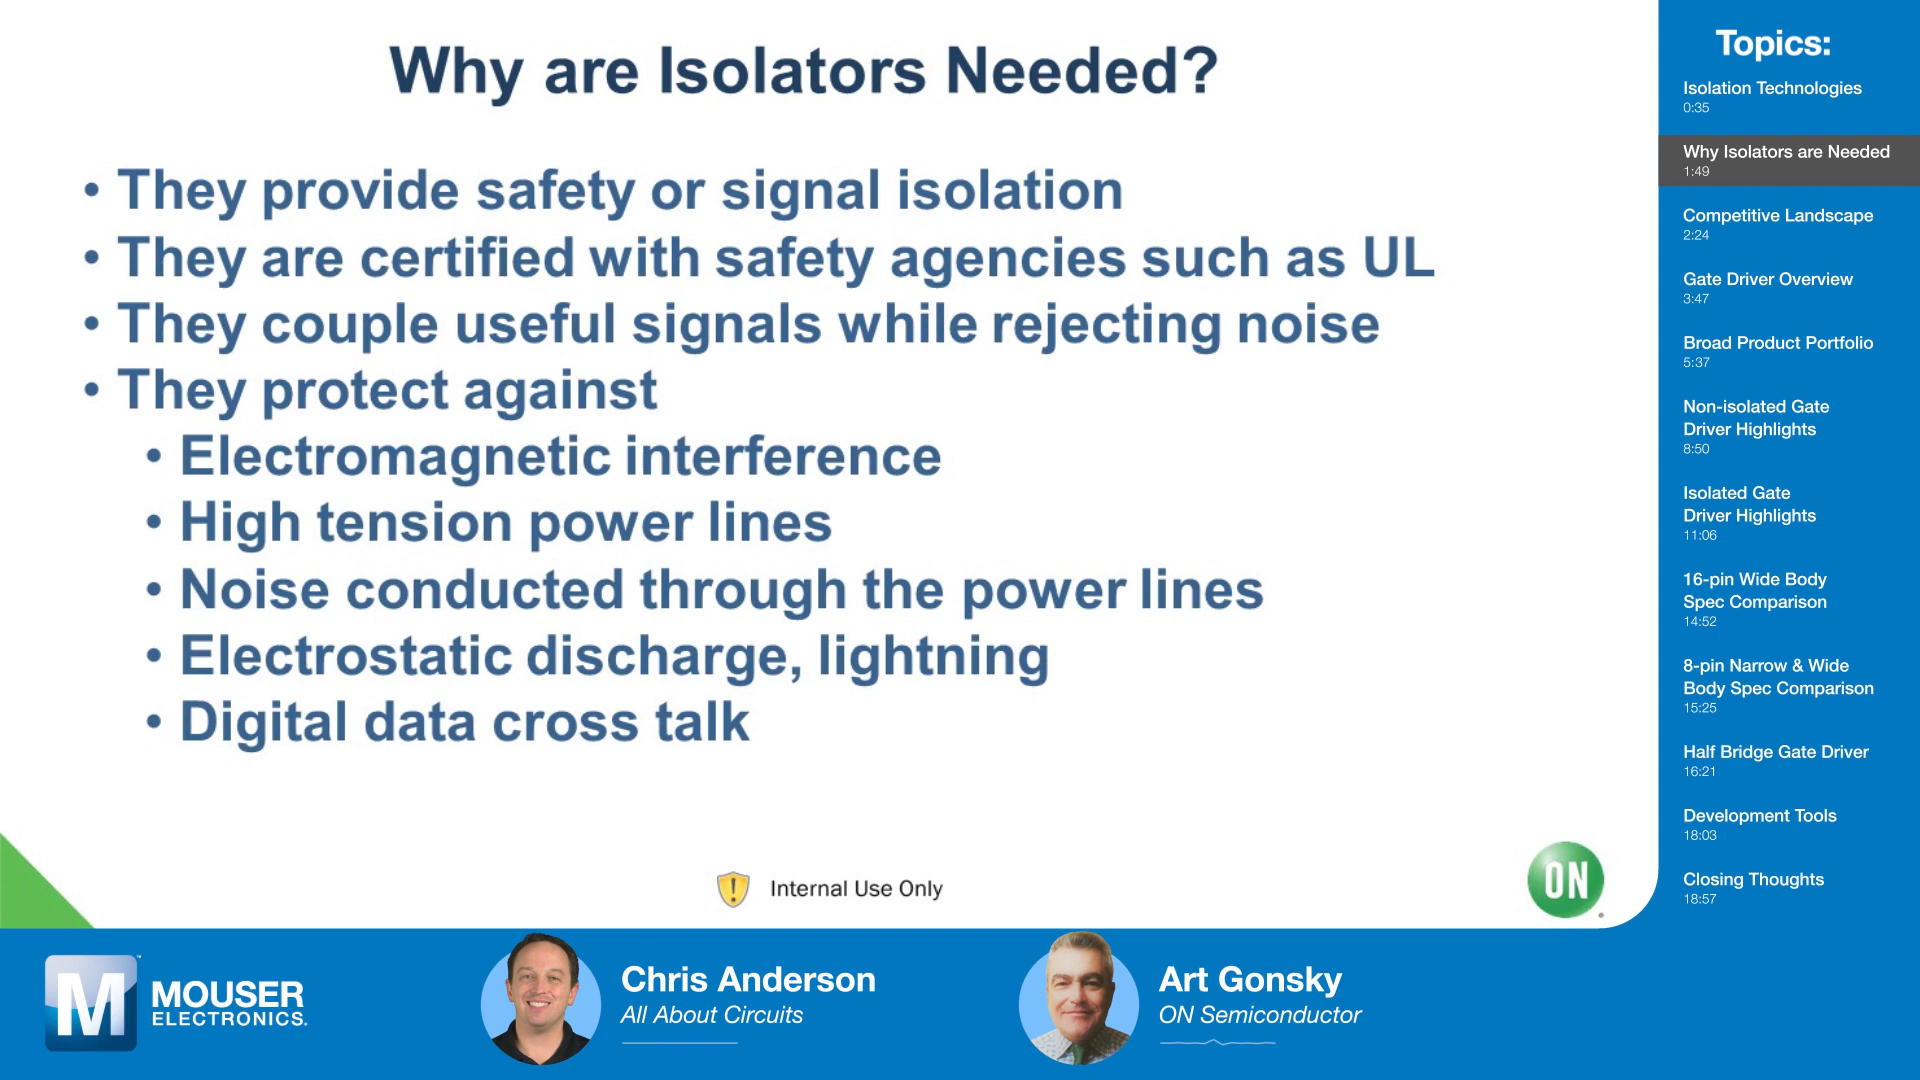 Why are Isolators Needed?
• They provide safety or signal isolation
• They are certified with safety agencies such as UL
• They couple useful signals while rejecting noise
• They protect against
• Electromagnetic interference
• High tension power lines
• Noise conducted through the power lines
• Electrostatic discharge, lightning
• Digital data cross talk
Internal Use Only
ON
Topics:
Isolation Technologies
0:35
Why Isolators are Needed
1:49
Competitive Landscape
2:24
Gate Driver Overview
3:47
Broad Product Portfolio
5:37
Non-isolated Gate
Driver Highlights
8:50
Isolated Gate
Driver Highlights
11:06
16-pin Wide Body
Spec Comparison
14:52
8-pin Narrow & Wide
Body Spec Comparison
15:25
Half Bridge Gate Driver
16:21
Development Tools
18:03
Closing Thoughts
18:57
M
MOUSER
ELECTRONICS.
Chris Anderson
All About Circuits
Art Gonsky
ON Semiconductor